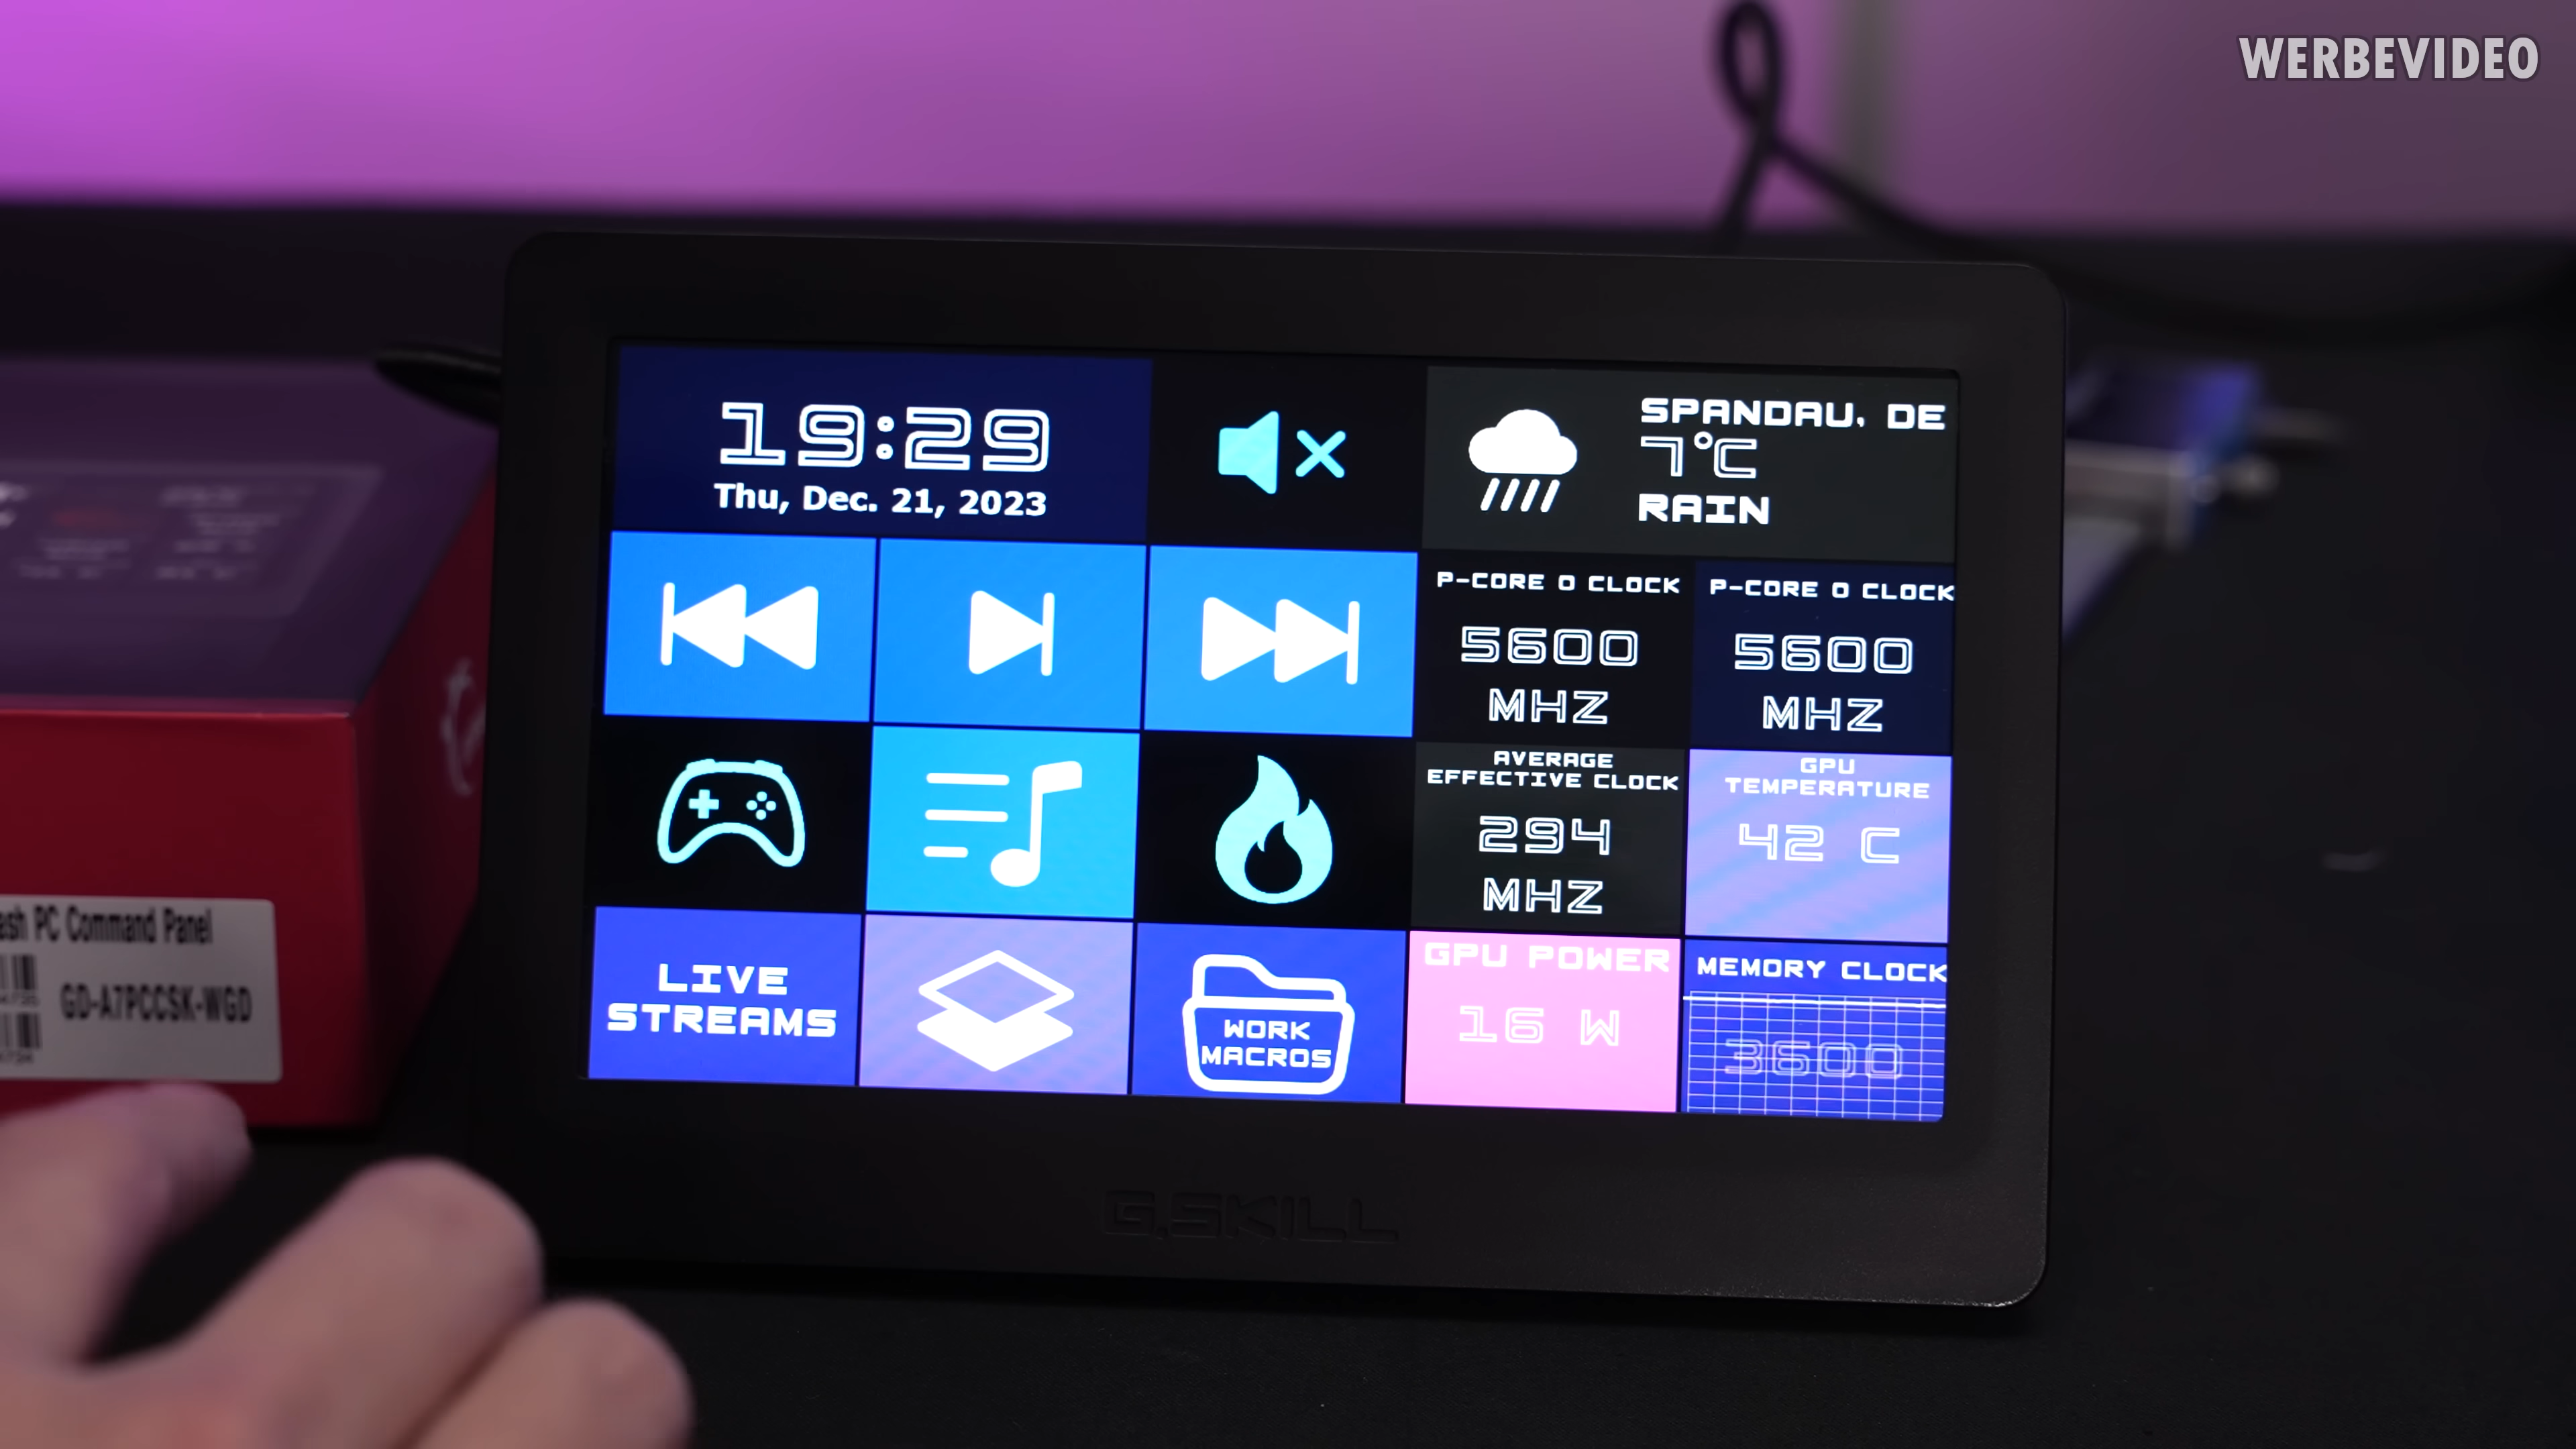 WERBEVIDEO
19:29
Thu, Dec. 21, 2023
SPANDAU, DE
7°C
RAIN
P-CORE 0 CLOCK
5600
MHZ
P-CORE 0 CLOCK
5600
MHZ
AVERAGE
EFFECTIVE CLOCK
294
MHZ
GPU
TEMPERATURE
42 C
LIVE
STREAMS
WORK
MACROS
GPU POWER
16 W
MEMORY CLOCK
3600
PC Command Panel
GD-A7PCCSK-WGD
G.SKILL